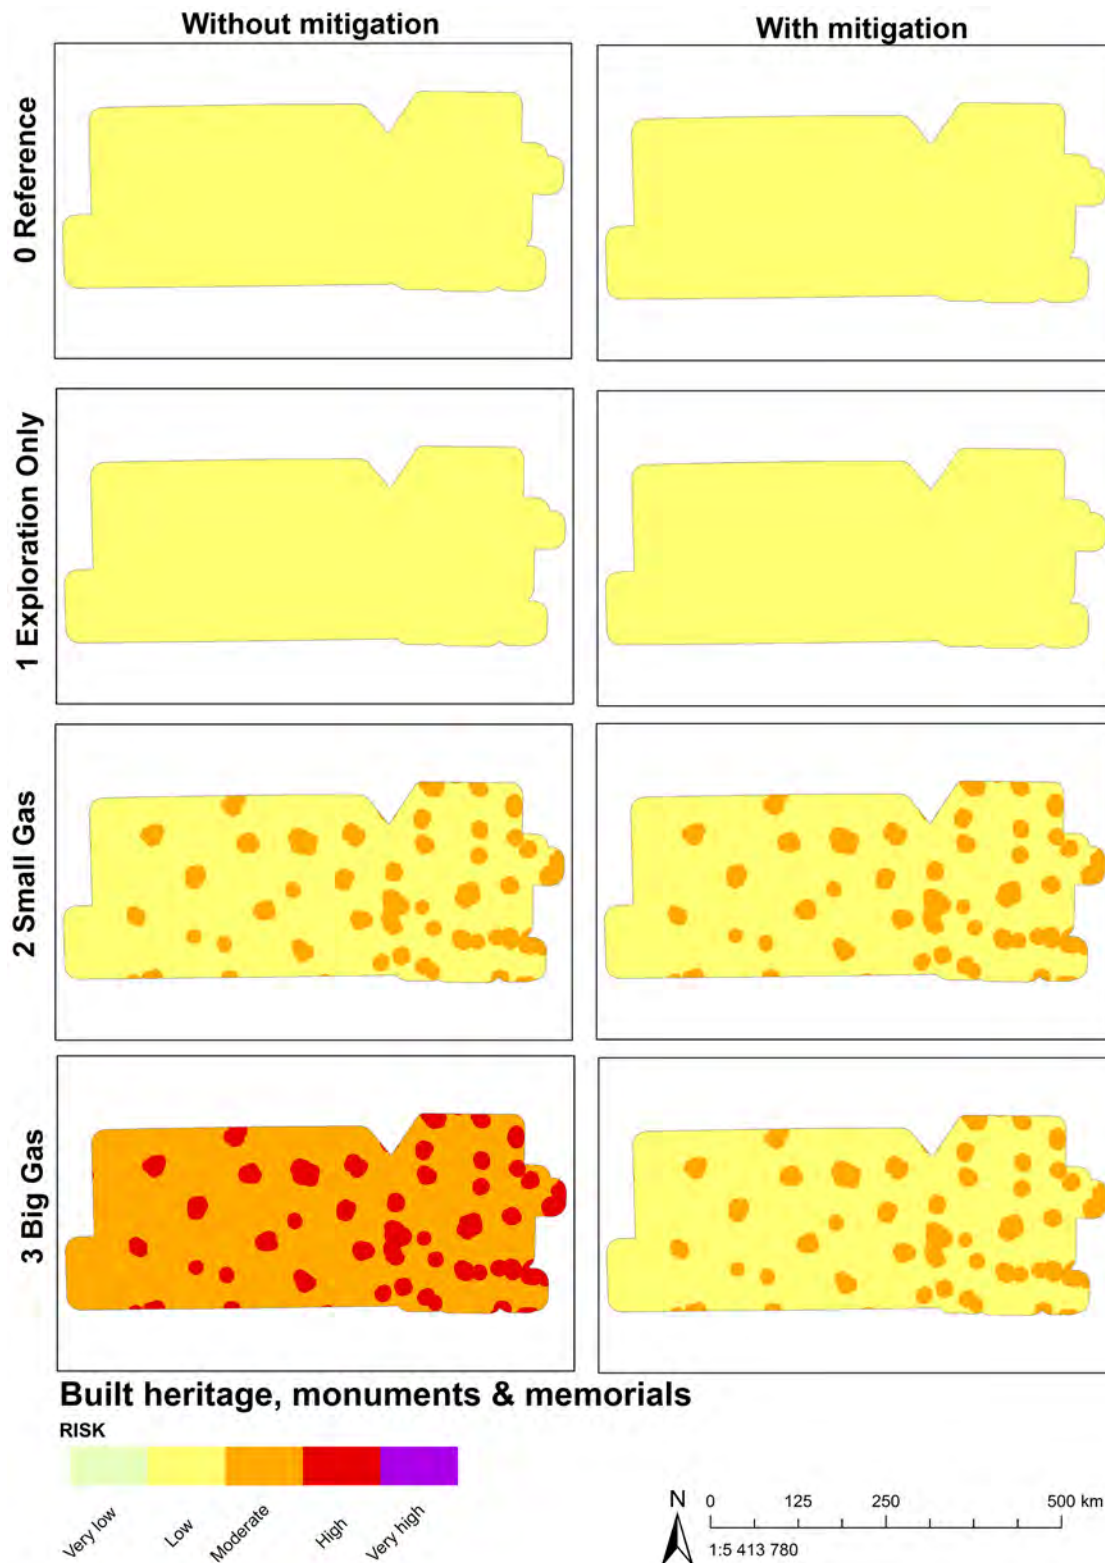 Without mitigation
With mitigation
0 Reference
1 Exploration Only
2 Small Gas
3 Big Gas
Built heritage, monuments & memorials
RISK
Very low
Low
Moderate
High
Very high
N
0 125 250 500 km
1:5 413 780